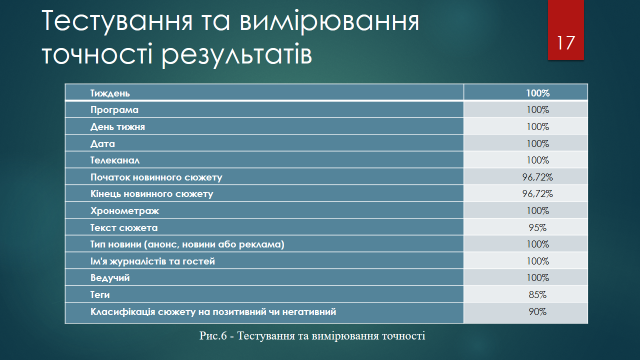 Тестування та вимірювання
точності результатів
17
Тиждень 100%
Програма 100%
День тижня 100%
Дата 100%
Телеканал 100%
Початок новинного сюжету 96,72%
Кінець новинного сюжету 96,72%
Хронометраж 100%
Текст сюжета 95%
Тип новини (анонс, новини або реклама) 100%
Ім'я журналістів та гостей 100%
Ведучий 100%
Теги 85%
Класифікація сюжету на позитивний чи негативний 90%
Рис.6 - Тестування та вимірювання точності